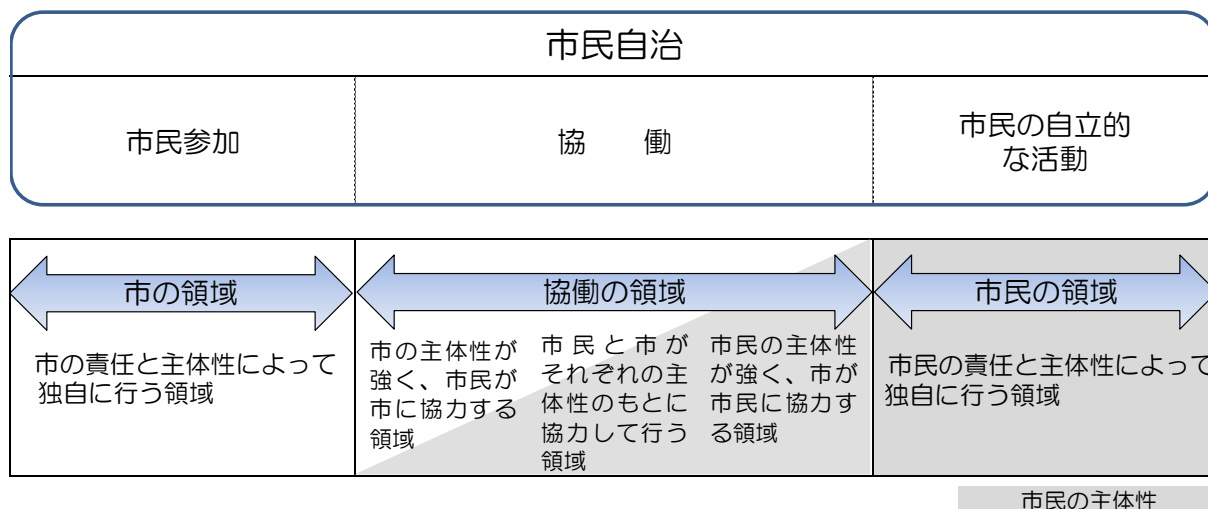 市民自治
市民参加
協　働
市民の自立的
な活動
市の領域
協働の領域
市民の領域
市の責任と主体性によって
独自に行う領域
市の主体性が
強く、市民が
市に協力する
領域
市民と市が
それぞれの主
体性のもとに
協力して行う
領域
市民の主体性
が強く、市が
市民に協力す
る領域
市民の責任と主体性によって
独自に行う領域
市民の主体性